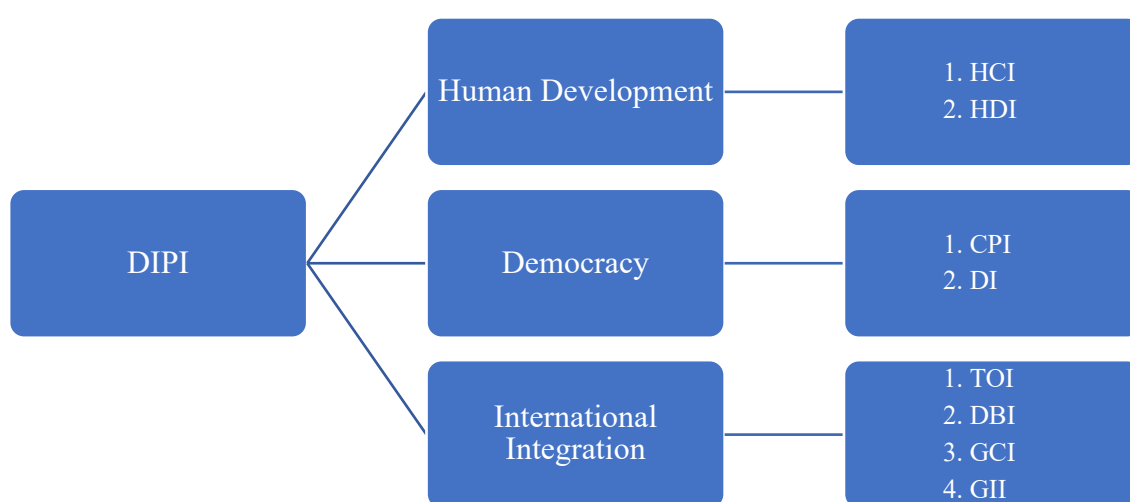 DIPI
Human Development
1. HCI
2. HDI
Democracy
1. CPI
2. DI
International
Integration
1. TOI
2. DBI
3. GCI
4. GII